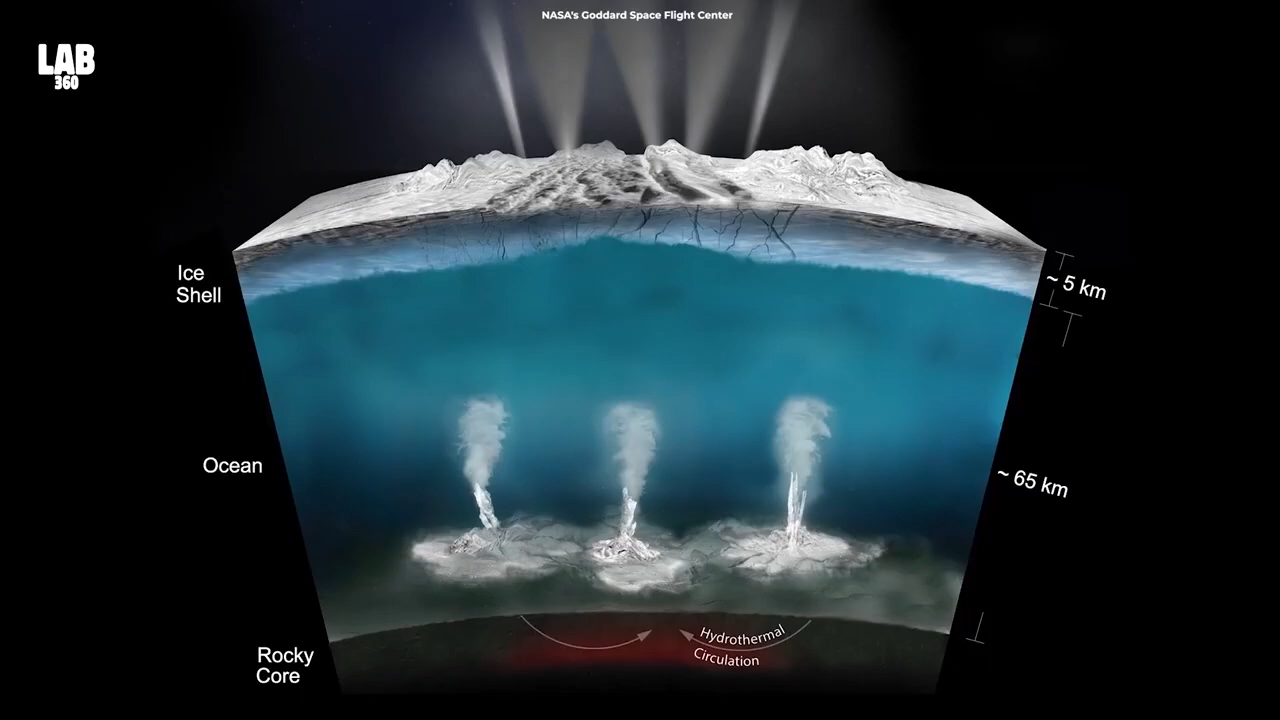 NASA's Goddard Space Flight Center
LAB
360
Ice
Shell
~ 5 km
Ocean
~ 65 km
Hydrothermal
Circulation
Rocky
Core